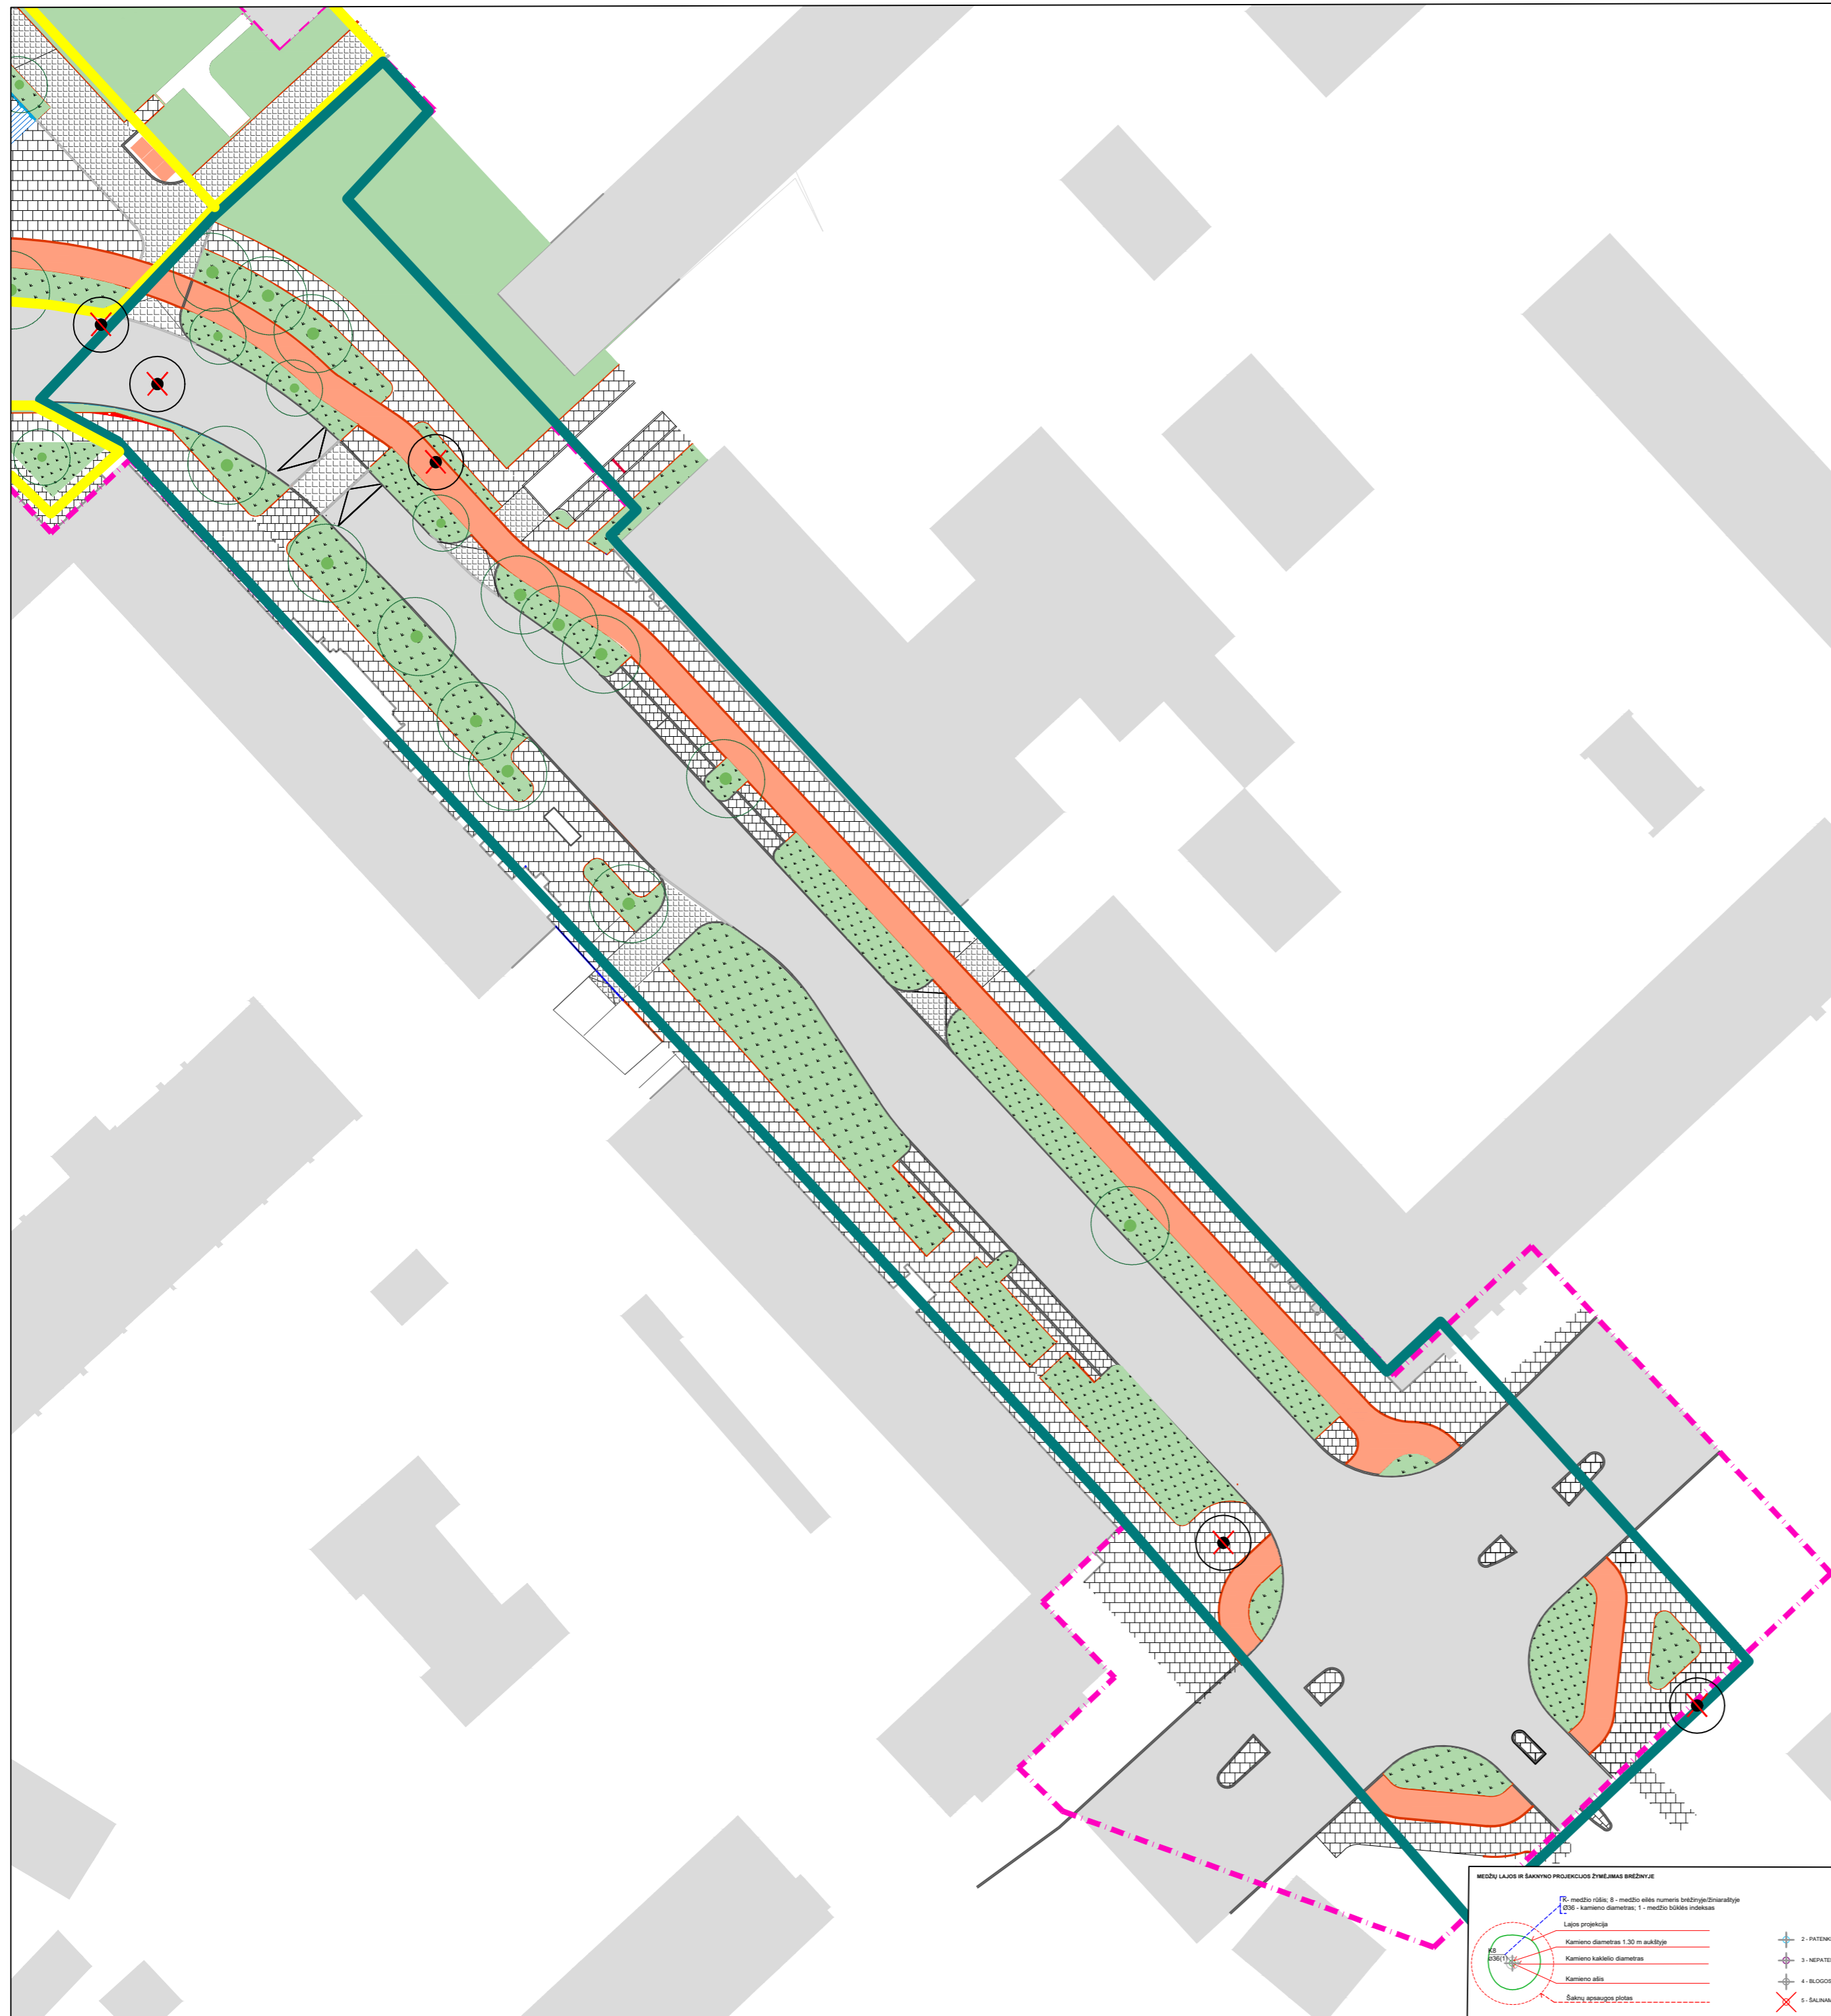 MEDŽIŲ LAJOS IR ŠAKNYNO PROJEKCIJOS ŽYMĖJIMAS BRĖŽINYJE
K- medžio rūšis; 8 - medžio eilės numeris brėžinyje/žiniaraštyje
Ø36 - kamieno diametras; 1 - medžio būklės indeksas
Lajos projekcija
Kamieno diametras 1.30 m aukštyje
K8
Ø36(1)
Kamieno kaklelio diametras
Kamieno ašis
Šaknų apsaugos plotas
2 - PATENK
3 - NEPATE
4 - BLOGOS
5 - ŠALINAM